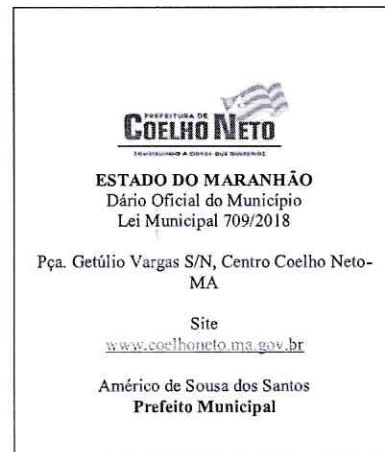 PREFEITURA DE
COELHO NETO
ESTADO DO MARANHÃO
Dário Oficial do Município
Lei Municipal 709/2018
Pça. Getúlio Vargas S/N, Centro Coelho Neto-
MA
Site
www.coelhoneto.ma.gov.br
Américo de Sousa dos Santos
Prefeito Municipal